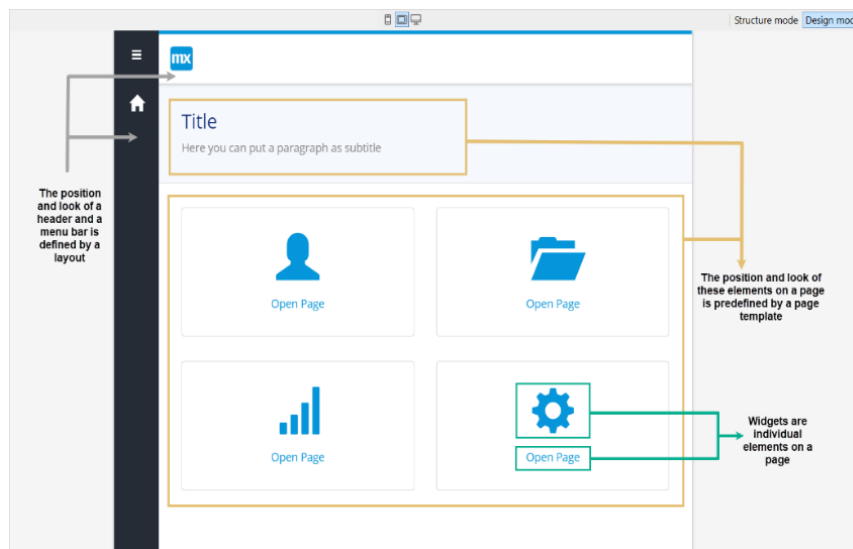 Structure mode Design mod
mx
Title
Here you can put a paragraph as subtitle
The position
and look of a
header and a
menu bar is
defined by a
layout
Open Page
Open Page
The position and look of
these elements on a page
is predefined by a page
template
Open Page
Open Page
Widgets are
individual
elements on a
page